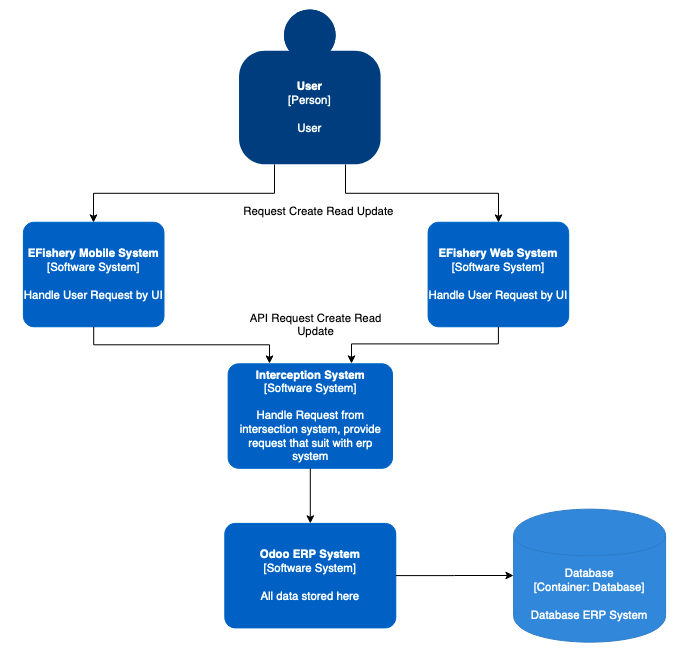 User
[Person]
User
Request Create Read Update
EFishery Mobile System
[Software System]
Handle User Request by UI
EFishery Web System
[Software System]
Handle User Request by UI
API Request Create Read
Update
Interception System
[Software System]
Handle Request from
intersection system, provide
request that suit with erp
system
Odoo ERP System
[Software System]
All data stored here
Database
[Container: Database]
Database ERP System